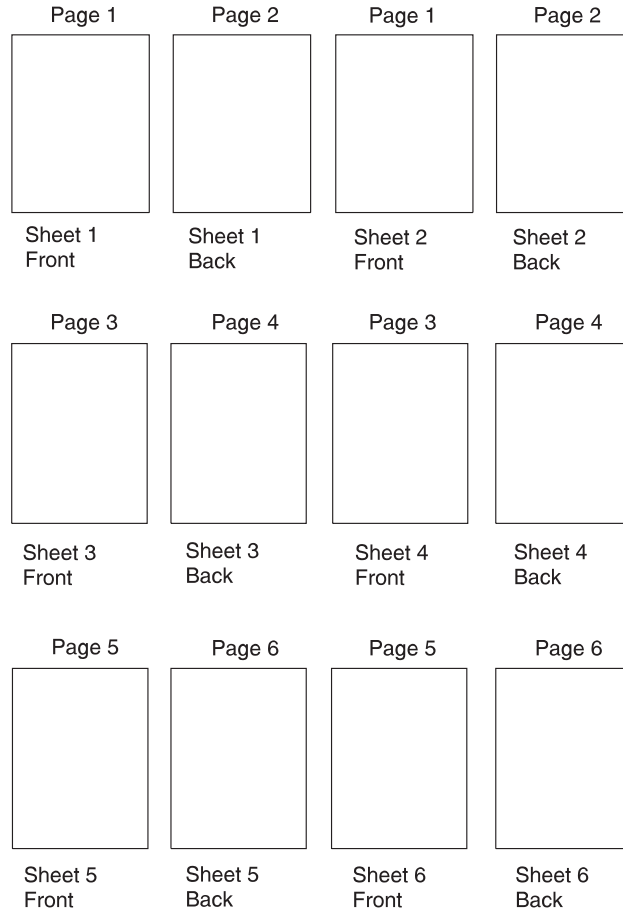 Page 1 Page 2 Page 1 Page 2
Sheet 1 Sheet 1 Sheet 2 Sheet 2
Front Back Front Back
Page 3 Page 4 Page 3 Page 4
Sheet 3 Sheet 3 Sheet 4 Sheet 4
Front Back Front Back
Page 5 Page 6 Page 5 Page 6
Sheet 5 Sheet 5 Sheet 6 Sheet 6
Front Back Front Back